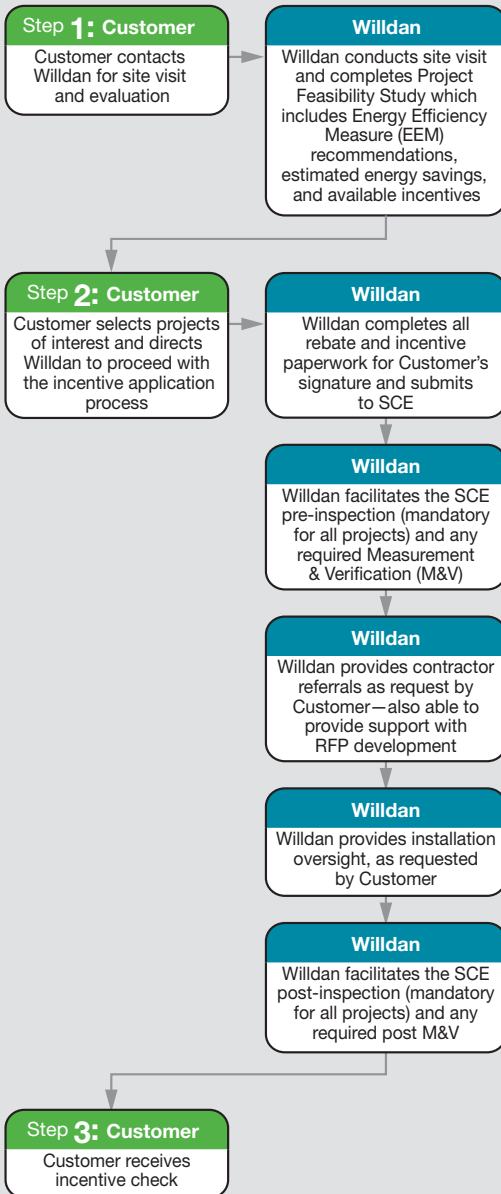 Step 1: Customer
Customer contacts
Willdan for site visit
and evaluation
Willdan
Willdan conducts site visit
and completes Project
Feasibility Study which
includes Energy Efficiency
Measure (EEM)
recommendations,
estimated energy savings,
and available incentives
Step 2: Customer
Customer selects projects
of interest and directs
Willdan to proceed with
the incentive application
process
Willdan
Willdan completes all
rebate and incentive
paperwork for Customer's
signature and submits
to SCE
Willdan
Willdan facilitates the SCE
pre-inspection (mandatory
for all projects) and any
required Measurement
& Verification (M&V)
Willdan
Willdan provides contractor
referrals as request by
Customer—also able to
provide support with
RFP development
Willdan
Willdan provides installation
oversight, as requested
by Customer
Willdan
Willdan facilitates the SCE
post-inspection (mandatory
for all projects) and any
required post M&V
Step 3: Customer
Customer receives
incentive check